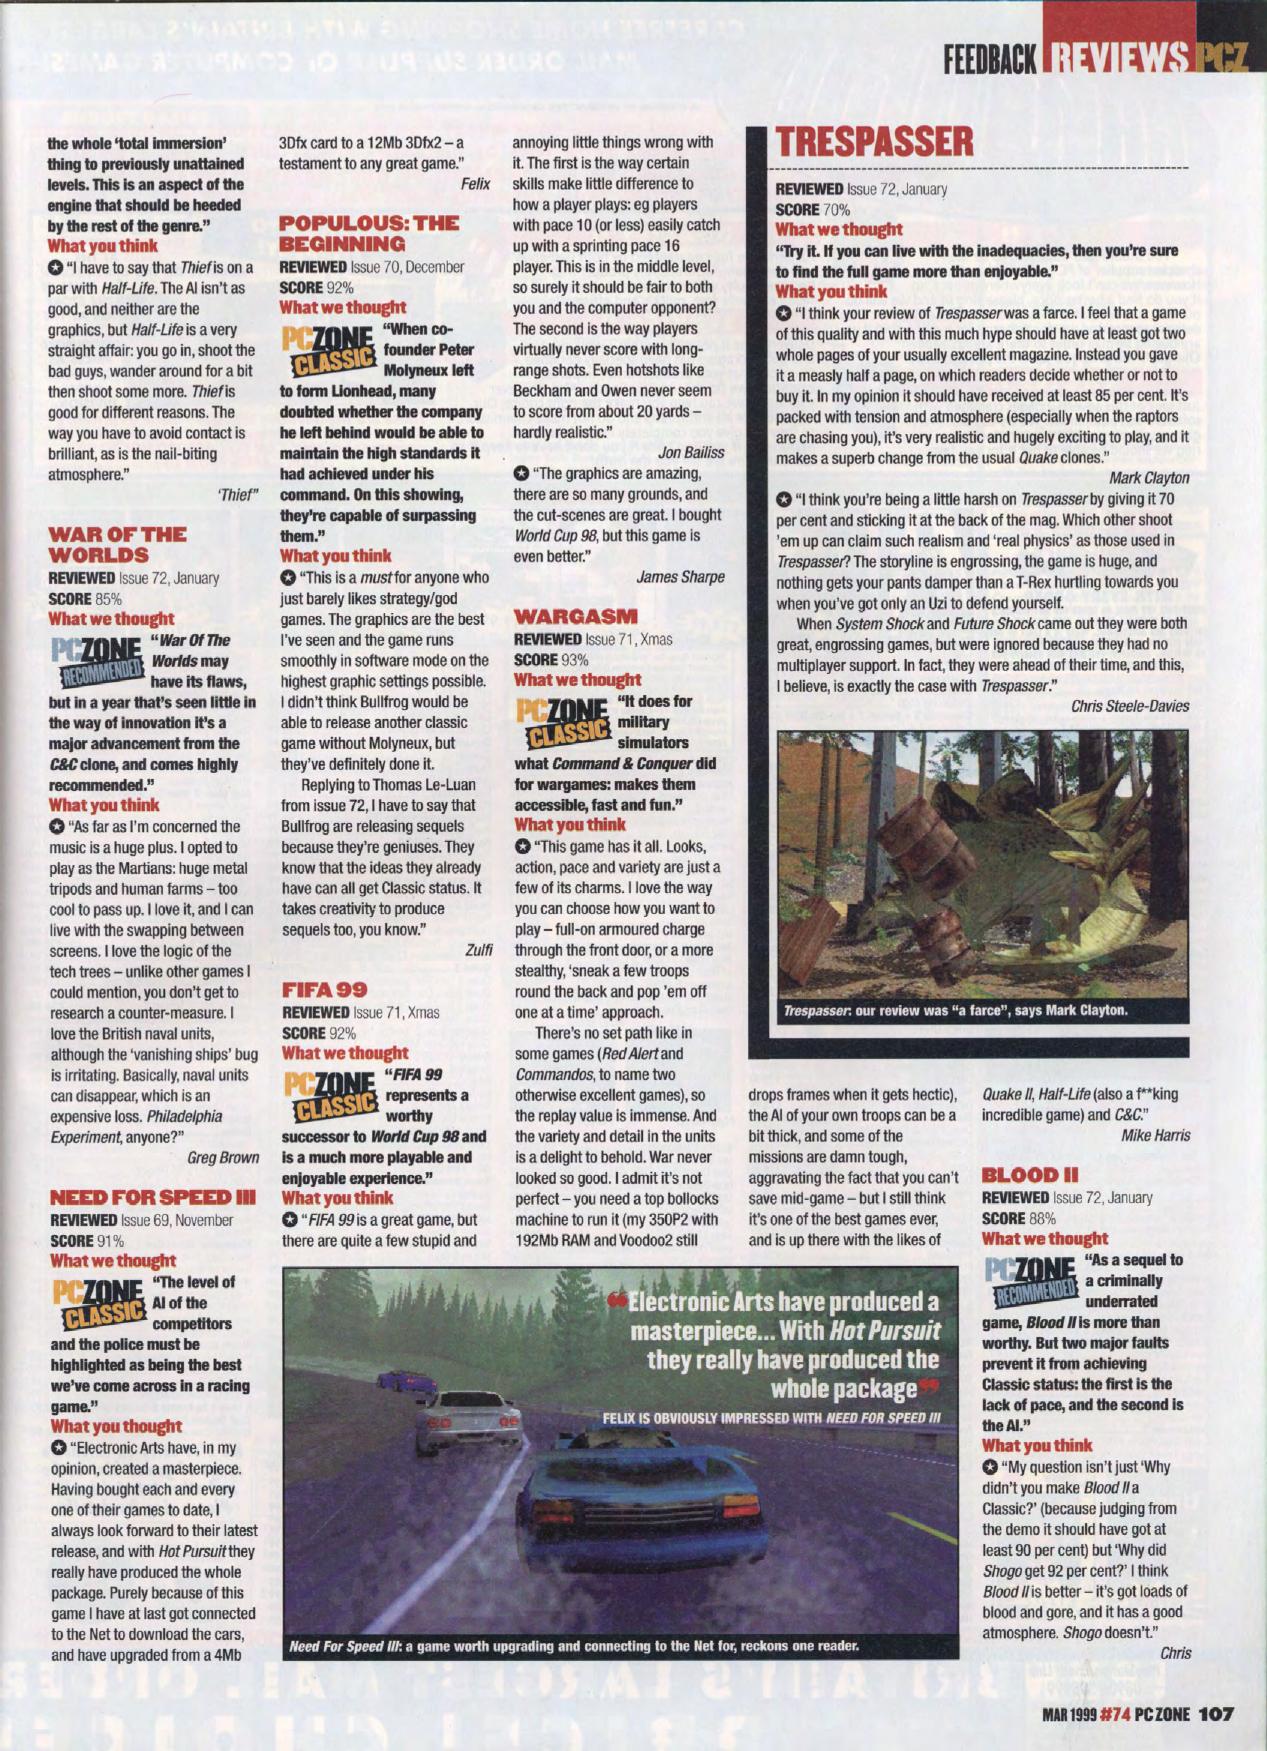 FEEDBACK REVIEWS PCZ
the whole ‘total immersion’
thing to previously unattained
levels. This is an aspect of the
engine that should be heeded
by the rest of the genre.”
What you think
“I have to say that Thief is on a
par with Half-Life. The AI isn't as
good, and neither are the
graphics, but Half-Life is a very
straight affair: you go in, shoot the
bad guys, wander around for a bit
then shoot some more. Thief is
good for different reasons. The
way you have to avoid contact is
brilliant, as is the nail-biting
atmosphere.”
‘Thief”
WAR OF THE
WORLDS
REVIEWED Issue 72, January
SCORE 85%
What we thought
PCZONE RECOMMENDED
“War Of The
Worlds may
have its flaws,
but in a year that's seen little in
the way of innovation it's a
major advancement from the
C&C clone, and comes highly
recommended.”
What you think
“As far as I'm concerned the
music is a huge plus. I opted to
play as the Martians: huge metal
tripods and human farms – too
cool to pass up. I love it, and I can
live with the swapping between
screens. I love the logic of the
tech trees – unlike other games I
could mention, you don't get to
research a counter-measure. I
love the British naval units,
although the ‘vanishing ships’ bug
is irritating. Basically, naval units
can disappear, which is an
expensive loss. Philadelphia
Experiment, anyone?”
Greg Brown
NEED FOR SPEED III
REVIEWED Issue 69, November
SCORE 91%
What we thought
PCZONE CLASSIC
“The level of
AI of the
competitors
and the police must be
highlighted as being the best
we've come across in a racing
game.”
What you thought
“Electronic Arts have, in my
opinion, created a masterpiece.
Having bought each and every
one of their games to date, I
always look forward to their latest
release, and with Hot Pursuit they
really have produced the whole
package. Purely because of this
game I have at last got connected
to the Net to download the cars,
and have upgraded from a 4Mb
3Dfx card to a 12Mb 3Dfx2 – a
testament to any great game.”
Felix
POPULOUS: THE
BEGINNING
REVIEWED Issue 70, December
SCORE 92%
What we thought
PCZONE CLASSIC
“When co-
founder Peter
Molyneux left
to form Lionhead, many
doubted whether the company
he left behind would be able to
maintain the high standards it
had achieved under his
command. On this showing,
they're capable of surpassing
them.”
What you think
“This is a must for anyone who
just barely likes strategy/god
games. The graphics are the best
I've seen and the game runs
smoothly in software mode on the
highest graphic settings possible.
I didn't think Bullfrog would be
able to release another classic
game without Molyneux, but
they've definitely done it.
Replying to Thomas Le-Luan
from issue 72, I have to say that
Bullfrog are releasing sequels
because they're geniuses. They
know that the ideas they already
have can all get Classic status. It
takes creativity to produce
sequels too, you know.”
Zulfi
FIFA 99
REVIEWED Issue 71, Xmas
SCORE 92%
What we thought
PCZONE CLASSIC
“FIFA 99
represents a
worthy
successor to World Cup 98 and
is a much more playable and
enjoyable experience.”
What you think
“FIFA 99 is a great game, but
there are quite a few stupid and
annoying little things wrong with
it. The first is the way certain
skills make little difference to
how a player plays: eg players
with pace 10 (or less) easily catch
up with a sprinting pace 16
player. This is in the middle level,
so surely it should be fair to both
you and the computer opponent?
The second is the way players
virtually never score with long-
range shots. Even hotshots like
Beckham and Owen never seem
to score from about 20 yards –
hardly realistic.”
Jon Bailiss
“The graphics are amazing,
there are so many grounds, and
the cut-scenes are great. I bought
World Cup 98, but this game is
even better.”
James Sharpe
WARGASM
REVIEWED Issue 71, Xmas
SCORE 93%
What we thought
PCZONE CLASSIC
“It does for
military
simulators
what Command & Conquer did
for wargames: makes them
accessible, fast and fun.”
What you think
“This game has it all. Looks,
action, pace and variety are just a
few of its charms. I love the way
you can choose how you want to
play – full-on armoured charge
through the front door, or a more
stealthy, ‘sneak a few troops
round the back and pop 'em off
one at a time’ approach.
There's no set path like in
some games (Red Alert and
Commandos, to name two
otherwise excellent games), so
the replay value is immense. And
the variety and detail in the units
is a delight to behold. War never
looked so good. I admit it's not
perfect – you need a top bollocks
machine to run it (my 350P2 with
192Mb RAM and Voodoo2 still
drops frames when it gets hectic),
the AI of your own troops can be a
bit thick, and some of the
missions are damn tough,
aggravating the fact that you can't
save mid-game – but I still think
it's one of the best games ever,
and is up there with the likes of
Quake II, Half-Life (also a f**king
incredible game) and C&C.”
Mike Harris
BLOOD II
REVIEWED Issue 72, January
SCORE 88%
What we thought
PCZONE RECOMMENDED
“As a sequel to
a criminally
underrated
game, Blood II is more than
worthy. But two major faults
prevent it from achieving
Classic status: the first is the
lack of pace, and the second is
the AI.”
What you think
“My question isn't just ‘Why
didn't you make Blood II a
Classic?’ (because judging from
the demo it should have got at
least 90 per cent) but ‘Why did
Shogo get 92 per cent?’ I think
Blood II is better – it's got loads of
blood and gore, and it has a good
atmosphere. Shogo doesn't.”
Chris
TRESPASSER
REVIEWED Issue 72, January
SCORE 70%
What we thought
“Try it. If you can live with the inadequacies, then you're sure
to find the full game more than enjoyable.”
What you think
“I think your review of Trespasser was a farce. I feel that a game
of this quality and with this much hype should have at least got two
whole pages of your usually excellent magazine. Instead you gave
it a measly half a page, on which readers decide whether or not to
buy it. In my opinion it should have received at least 85 per cent. It's
packed with tension and atmosphere (especially when the raptors
are chasing you), it's very realistic and hugely exciting to play, and it
makes a superb change from the usual Quake clones.”
Mark Clayton
“I think you're being a little harsh on Trespasser by giving it 70
per cent and sticking it at the back of the mag. Which other shoot
'em up can claim such realism and ‘real physics’ as those used in
Trespasser? The storyline is engrossing, the game is huge, and
nothing gets your pants damper than a T-Rex hurtling towards you
when you've got only an Uzi to defend yourself.
When System Shock and Future Shock came out they were both
great, engrossing games, but were ignored because they had no
multiplayer support. In fact, they were ahead of their time, and this,
I believe, is exactly the case with Trespasser.”
Chris Steele-Davies
Trespasser: our review was “a farce”, says Mark Clayton.
“Electronic Arts have produced a
masterpiece... With Hot Pursuit
they really have produced the
whole package”
FELIX IS OBVIOUSLY IMPRESSED WITH NEED FOR SPEED III
Need For Speed III: a game worth upgrading and connecting to the Net for, reckons one reader.
MAR 1999 #74 PC ZONE 107